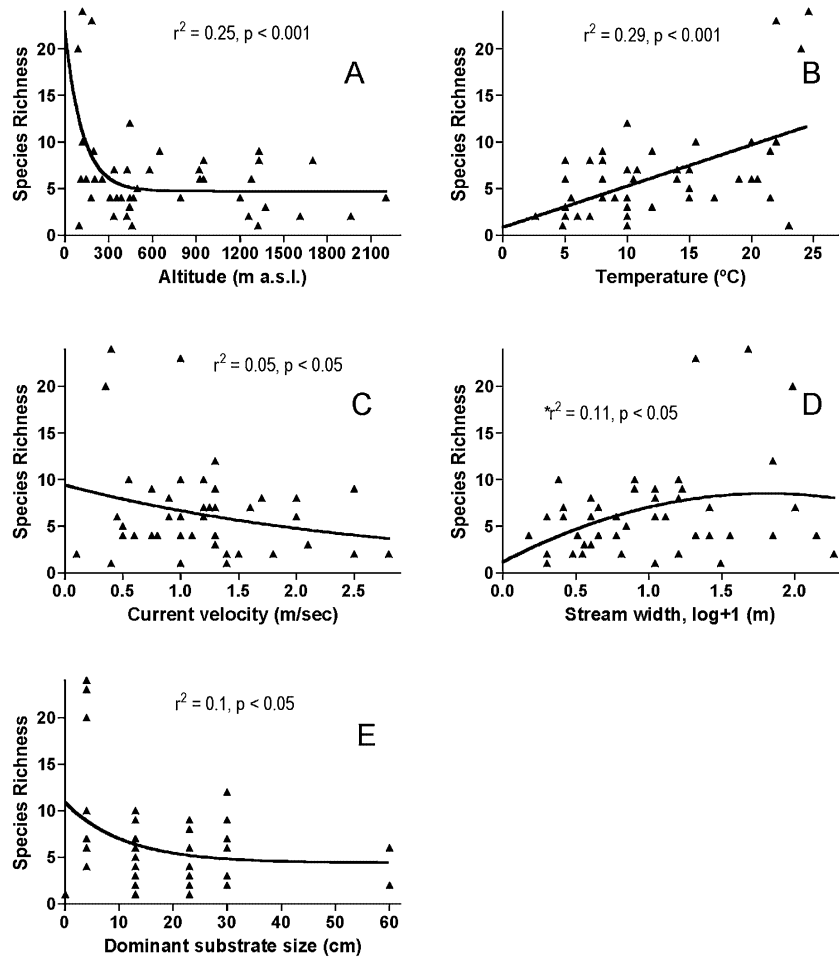 r² = 0.25, p < 0.001
A
Species Richness
20
15
10
5
0
0 300 600 900 1200 1500 1800 2100
Altitude (m a.s.l.)
r² = 0.29, p < 0.001
B
Species Richness
20
15
10
5
0
0 5 10 15 20 25
Temperature (ºC)
r² = 0.05, p < 0.05
C
Species Richness
20
15
10
5
0
0.0 0.5 1.0 1.5 2.0 2.5
Current velocity (m/sec)
*r² = 0.11, p < 0.05
D
Species Richness
20
15
10
5
0
0.0 0.5 1.0 1.5 2.0
Stream width, log+1 (m)
r² = 0.1, p < 0.05
E
Species Richness
20
15
10
5
0
0 10 20 30 40 50 60
Dominant substrate size (cm)